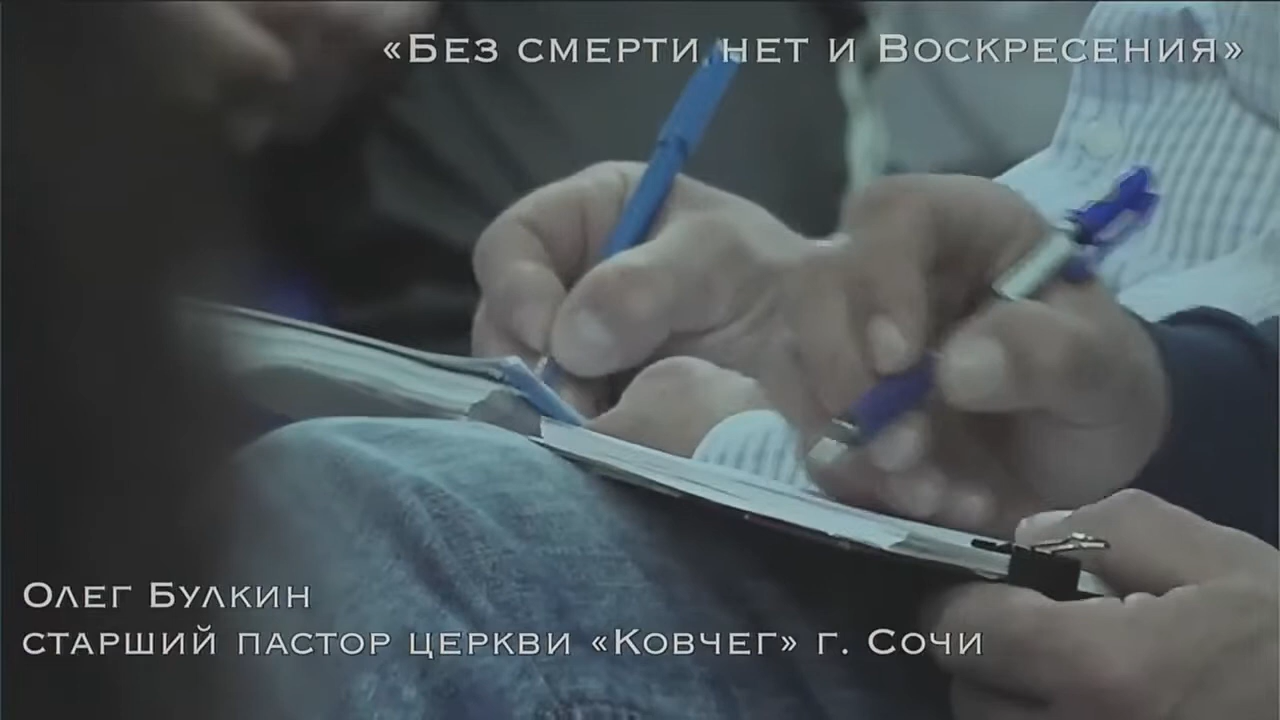 «Без смерти нет и Воскресения»
Олег Булкин
старший пастор церкви «Ковчег» г. Сочи